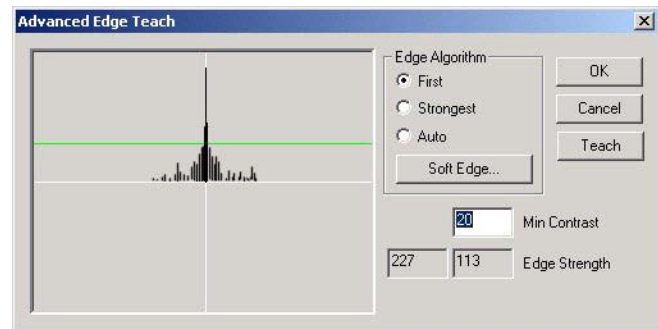 Advanced Edge Teach
Edge Algorithm
First
Strongest
Auto
Soft Edge...
OK
Cancel
Teach
20 Min Contrast
227 113 Edge Strength